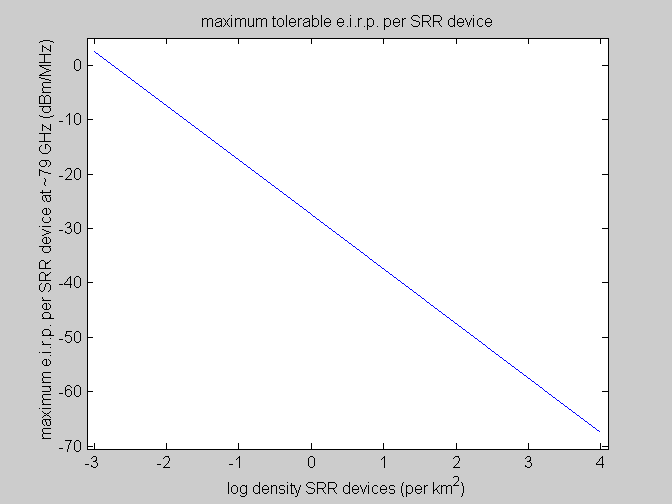 maximum tolerable e.i.r.p. per SRR device
maximum e.i.r.p. per SRR device at ~79 GHz (dBm/MHz)
0
-10
-20
-30
-40
-50
-60
-70
-3 -2 -1 0 1 2 3 4
log density SRR devices (per km²)